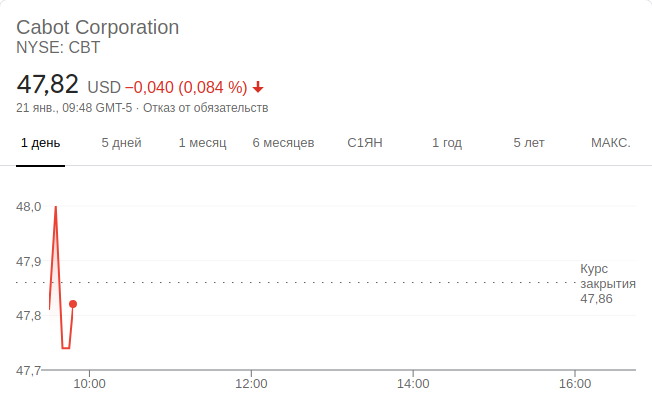 Cabot Corporation
NYSE: CBT
47,82 USD −0,040 (0,084 %)
21 янв., 09:48 GMT-5 · Отказ от обязательств
1 день 5 дней 1 месяц 6 месяцев С1ЯН 1 год 5 лет МАКС.
48,0
47,9
47,8
47,7
Курс
закрытия
47,86
10:00 12:00 14:00 16:00